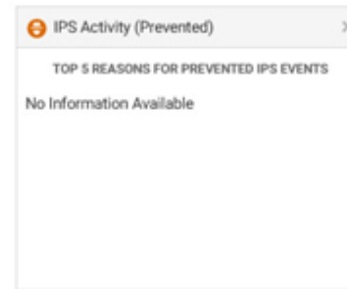 IPS Activity (Prevented)
TOP 5 REASONS FOR PREVENTED IPS EVENTS
No Information Available